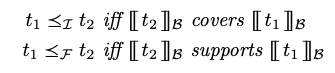 t₁ ⪯_𝓘 t₂ iff ⟦ t₂ ⟧_𝓑 covers ⟦ t₁ ⟧_𝓑
t₁ ⪯_𝓕 t₂ iff ⟦ t₂ ⟧_𝓑 supports ⟦ t₁ ⟧_𝓑